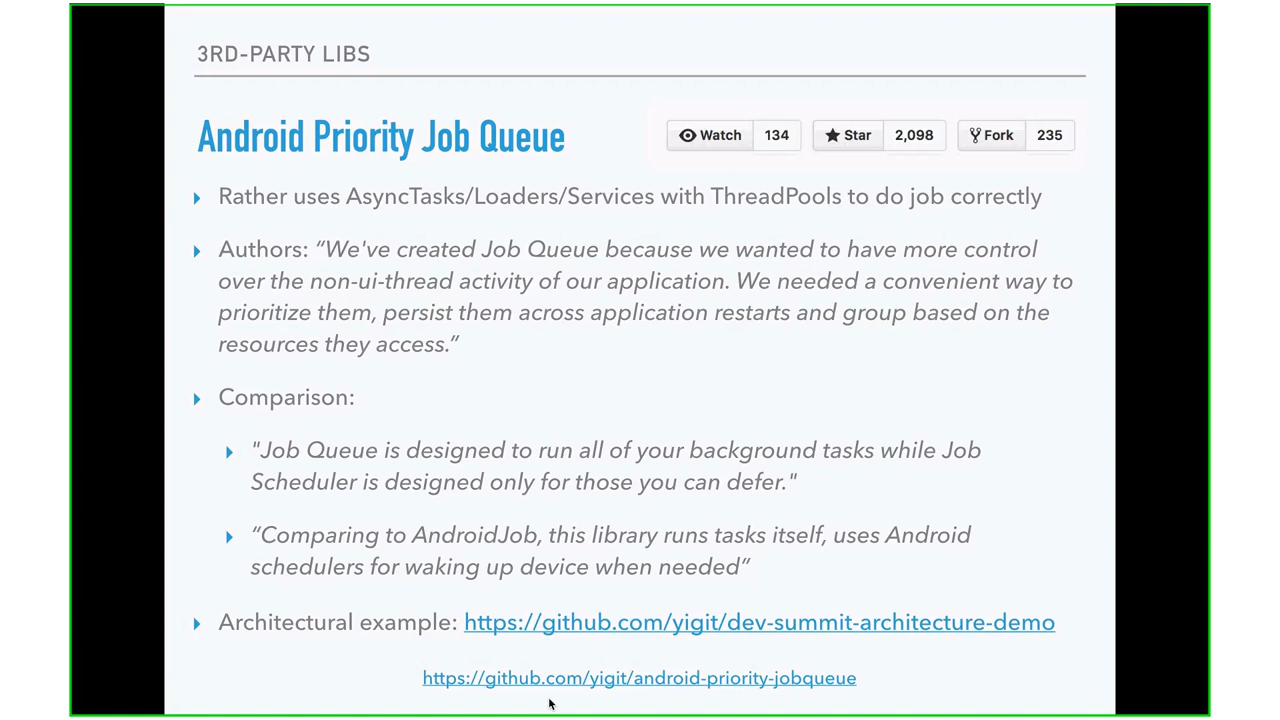 3RD-PARTY LIBS
Android Priority Job Queue
Watch 134 Star 2,098 Fork 235
Rather uses AsyncTasks/Loaders/Services with ThreadPools to do job correctly
Authors: “We've created Job Queue because we wanted to have more control
over the non-ui-thread activity of our application. We needed a convenient way to
prioritize them, persist them across application restarts and group based on the
resources they access.”
Comparison:
"Job Queue is designed to run all of your background tasks while Job
Scheduler is designed only for those you can defer."
“Comparing to AndroidJob, this library runs tasks itself, uses Android
schedulers for waking up device when needed”
Architectural example: https://github.com/yigit/dev-summit-architecture-demo
https://github.com/yigit/android-priority-jobqueue